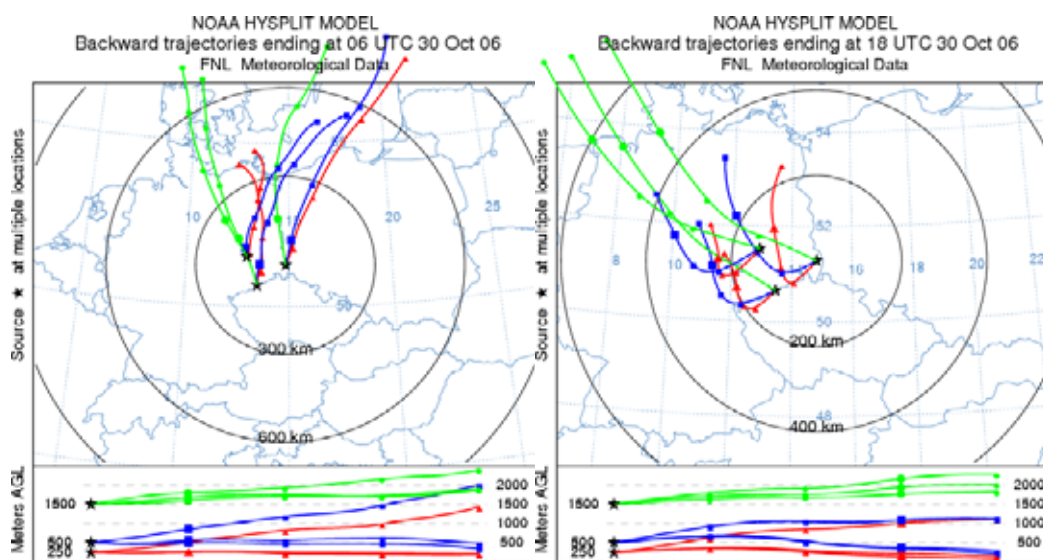 NOAA HYSPLIT MODEL
Backward trajectories ending at 06 UTC 30 Oct 06
FNL Meteorological Data
Source ★ at multiple locations
10
15
20
25
50
300 km
600 km
Meters AGL
1500
500
250
2000
1500
1000
500
NOAA HYSPLIT MODEL
Backward trajectories ending at 18 UTC 30 Oct 06
FNL Meteorological Data
Source ★ at multiple locations
54
52
8
10
16
18
20
22
50
48
200 km
400 km
Meters AGL
1500
500
250
2000
1500
1000
500